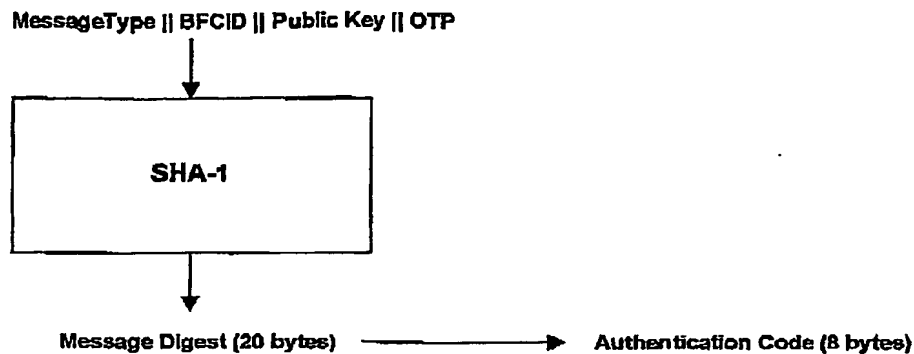 MessageType || BFCID || Public Key || OTP
SHA-1
Message Digest (20 bytes)
Authentication Code (8 bytes)